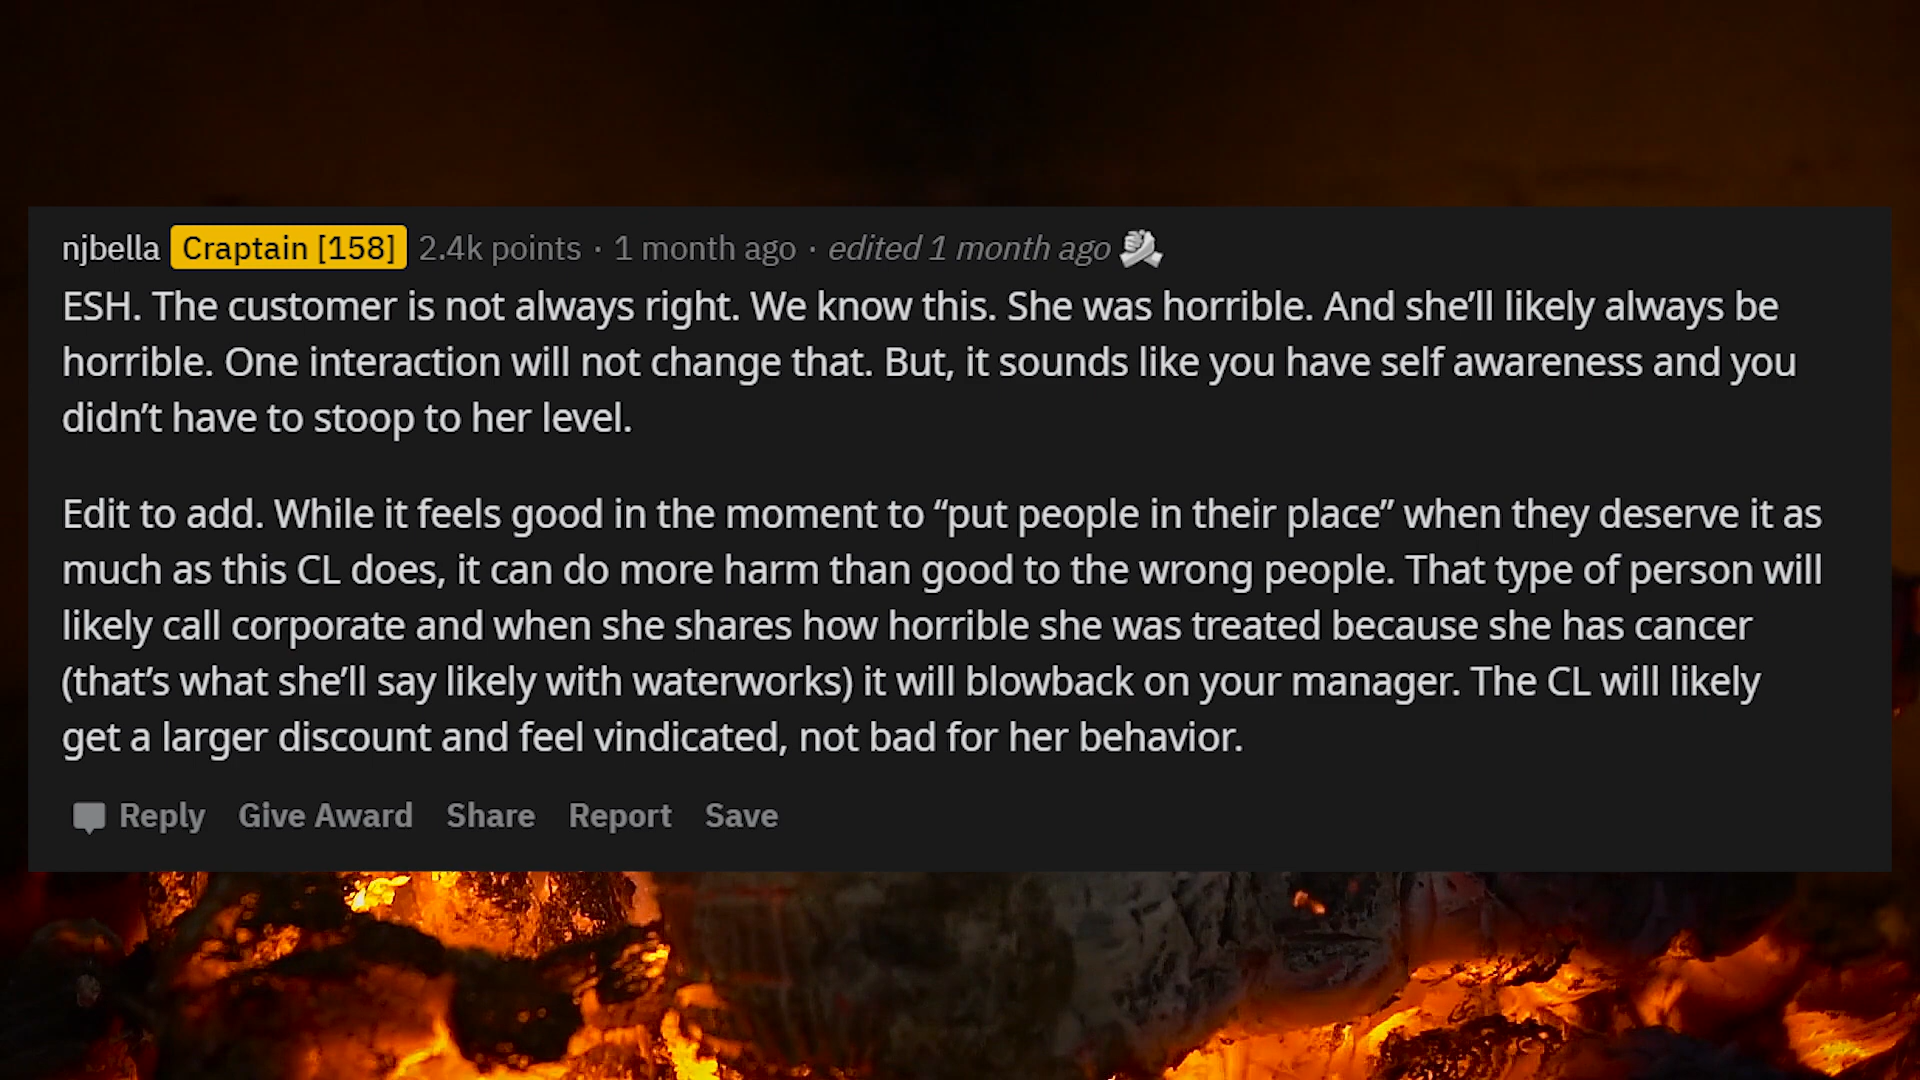 njbella Craptain [158] 2.4k points · 1 month ago · edited 1 month ago
ESH. The customer is not always right. We know this. She was horrible. And she’ll likely always be
horrible. One interaction will not change that. But, it sounds like you have self awareness and you
didn’t have to stoop to her level.
Edit to add. While it feels good in the moment to “put people in their place” when they deserve it as
much as this CL does, it can do more harm than good to the wrong people. That type of person will
likely call corporate and when she shares how horrible she was treated because she has cancer
(that’s what she’ll say likely with waterworks) it will blowback on your manager. The CL will likely
get a larger discount and feel vindicated, not bad for her behavior.
Reply Give Award Share Report Save